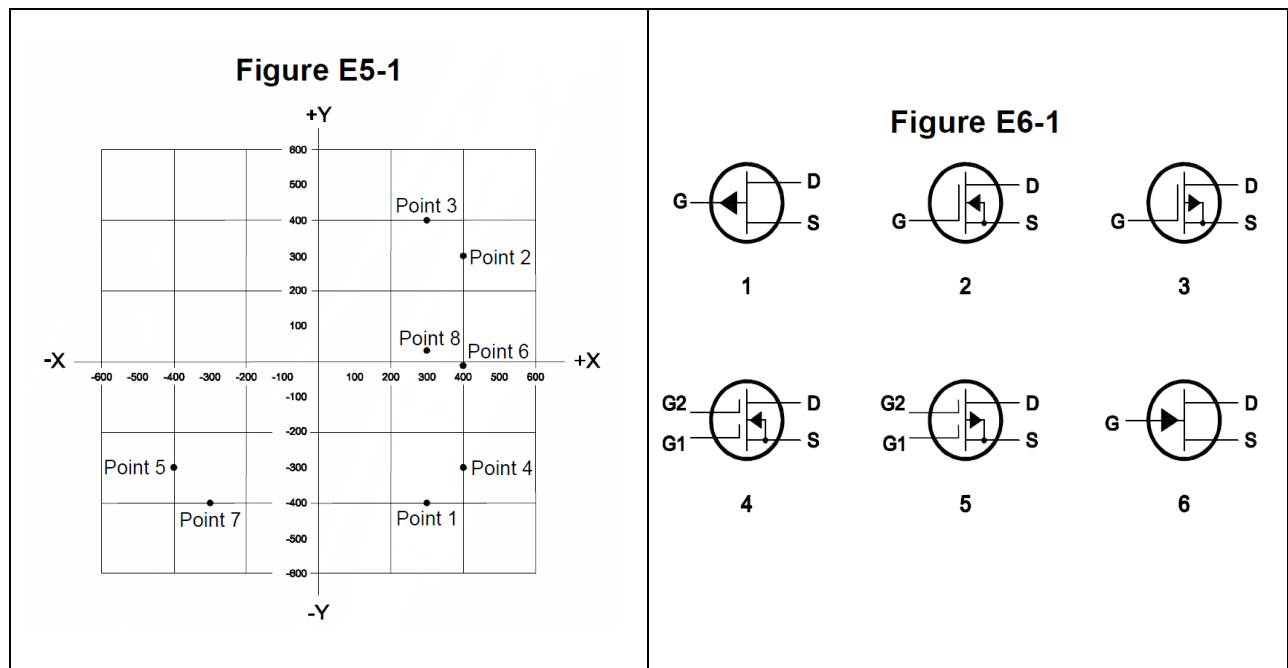 Figure E5-1
+Y
600
500
Point 3
400
300
Point 2
200
100
Point 8
Point 6
-X
+X
-600 -500 -400 -300 -200 -100 100 200 300 400 500 600
-100
-200
Point 5
-300
Point 4
-400
Point 7
Point 1
-500
-600
-Y
Figure E6-1
G D S
1
G D S
2
G D S
3
G2 D
G1 S
4
G2 D
G1 S
5
G D S
6